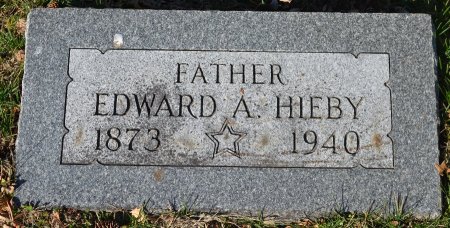 FATHER
EDWARD A. HIEBY
1873 1940